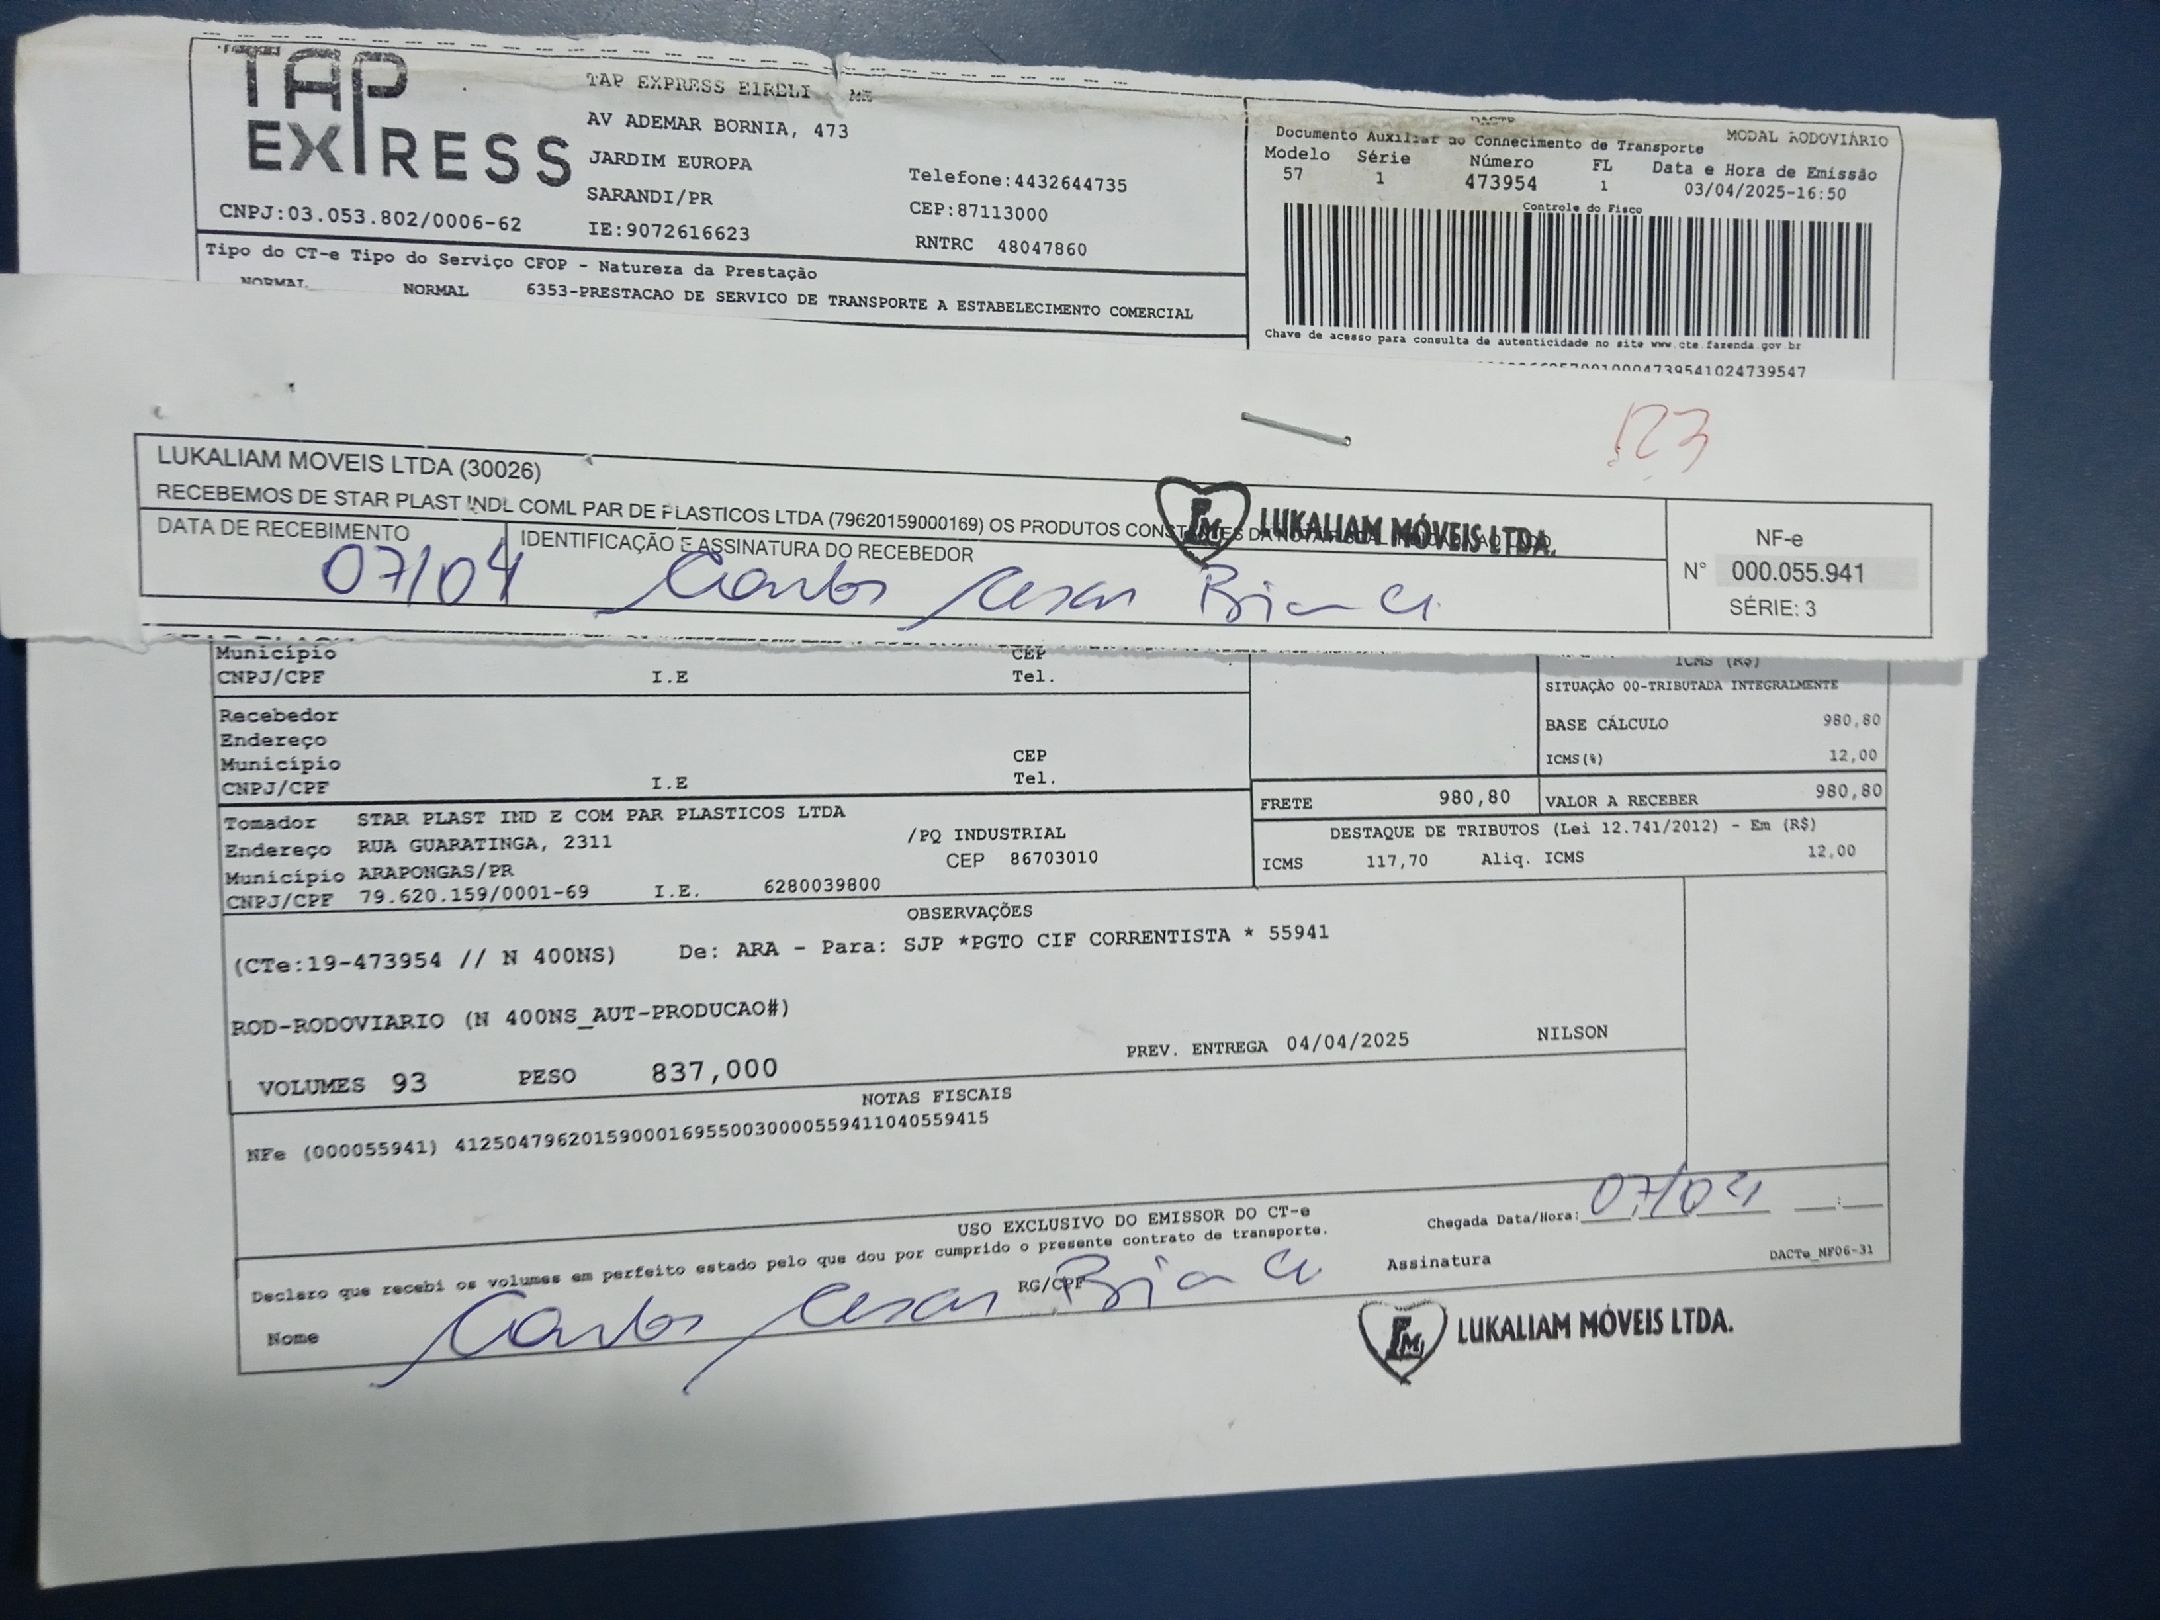 TAP
EXPRESS
TAP EXPRESS EIRELI - ME
AV ADEMAR BORNIA, 473
JARDIM EUROPA
SARANDI/PR
IE:9072616623
Telefone:4432644735
CEP:87113000
RNTRC 48047860
CNPJ:03.053.802/0006-62
DACTE
MODAL RODOVIÁRIO
Documento Auxiliar ao Connecimento de Transporte
Modelo Série Número FL Data e Hora de Emissão
57 1 473954 1 03/04/2025-16:50
Controle do Fisco
Tipo do CT-e Tipo do Serviço CFOP - Natureza da Prestação
NORMAL NORMAL 6353-PRESTACAO DE SERVICO DE TRANSPORTE A ESTABELECIMENTO COMERCIAL
Chave de acesso para consulta de autenticidade no site www.cte.fazenda.gov.br
123
LUKALIAM MOVEIS LTDA (30026)
RECEBEMOS DE STAR PLAST INDL COML PAR DE PLASTICOS LTDA (79620159000169) OS PRODUTOS CONSTANTES DA
LUKALIAM MÓVEIS LTDA.
DATA DE RECEBIMENTO
IDENTIFICAÇÃO E ASSINATURA DO RECEBEDOR
07/04 Carlos Cesar Bianci
NF-e
N° 000.055.941
SÉRIE: 3
Município CEP
CNPJ/CPF I.E Tel.
ICMS (R$)
SITUAÇÃO 00-TRIBUTADA INTEGRALMENTE
BASE CÁLCULO 980,80
ICMS(%) 12,00
Recebedor
Endereço
Município CEP
CNPJ/CPF I.E Tel.
FRETE 980,80 VALOR A RECEBER 980,80
Tomador STAR PLAST IND E COM PAR PLASTICOS LTDA
Endereço RUA GUARATINGA, 2311 /PQ INDUSTRIAL
Município ARAPONGAS/PR CEP 86703010
CNPJ/CPF 79.620.159/0001-69 I.E. 6280039800
DESTAQUE DE TRIBUTOS (Lei 12.741/2012) - Em (R$)
ICMS 117,70 Aliq. ICMS 12,00
OBSERVAÇÕES
(CTe:19-473954 // N 400NS) De: ARA - Para: SJP *PGTO CIF CORRENTISTA * 55941
ROD-RODOVIARIO (N 400NS_AUT-PRODUCAO#)
PREV. ENTREGA 04/04/2025 NILSON
VOLUMES 93 PESO 837,000
NOTAS FISCAIS
NFe (000055941) 41250479620159000169550030000559411040559415
USO EXCLUSIVO DO EMISSOR DO CT-e
Declaro que recebi os volumes em perfeito estado pelo que dou por cumprido o presente contrato de transporte.
Chegada Data/Hora: 07/04
Nome Carlos Cesar Bianci RG/CPF Assinatura
DACTe_NF06-31
LUKALIAM MÓVEIS LTDA.